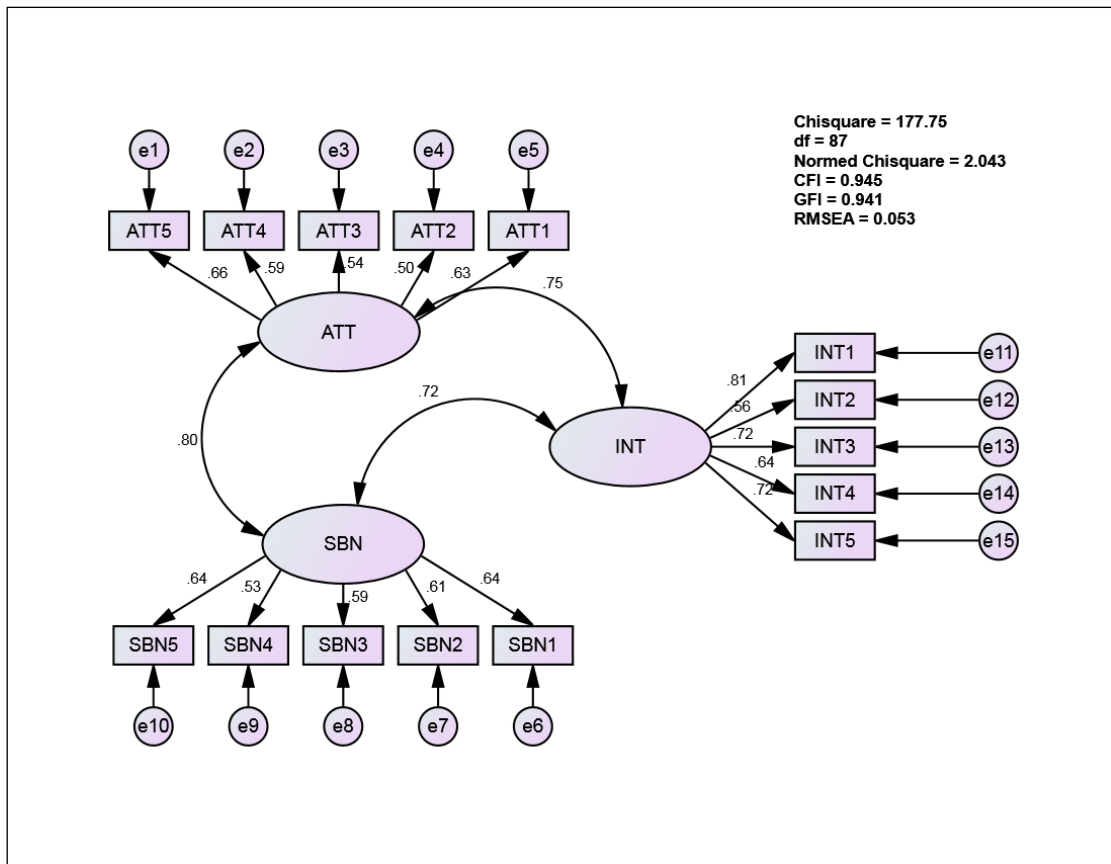 Chisquare = 177.75
df = 87
Normed Chisquare = 2.043
CFI = 0.945
GFI = 0.941
RMSEA = 0.053
e1 e2 e3 e4 e5
ATT5 ATT4 ATT3 ATT2 ATT1
.66 .59 .54 .50 .63
.75
ATT
INT1 e11
.81
INT2 e12
.56
.72
.72
INT
INT3 e13
.80
.64
INT4 e14
.72
INT5 e15
SBN
.64 .53 .59 .61 .64
SBN5 SBN4 SBN3 SBN2 SBN1
e10 e9 e8 e7 e6